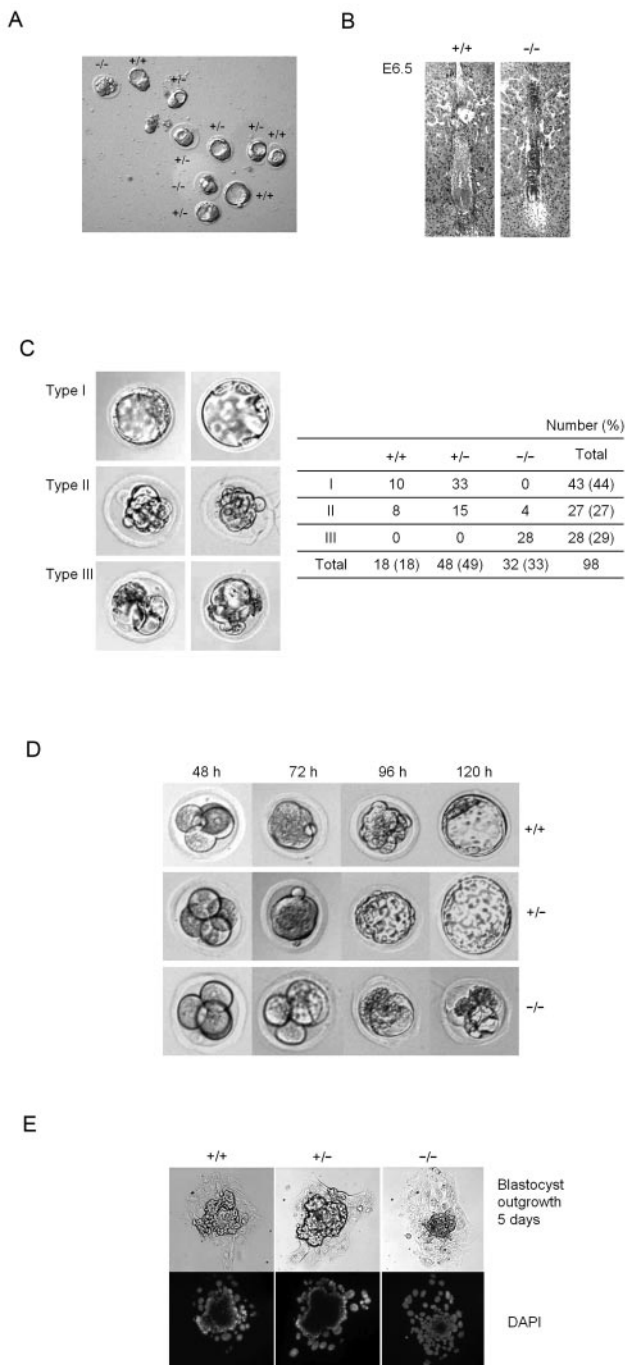 A
−/−
+/+
+/−
+/−
+/−
+/−
+/+
−/−
+/+
+/−
B
+/+
−/−
E6.5
C
Type I
Type II
Type III
Number (%)
+/+ +/− −/− Total
I 10 33 0 43 (44)
II 8 15 4 27 (27)
III 0 0 28 28 (29)
Total 18 (18) 48 (49) 32 (33) 98
D
48 h 72 h 96 h 120 h
+/+
+/−
−/−
E
+/+ +/− −/−
Blastocyst
outgrowth
5 days
DAPI